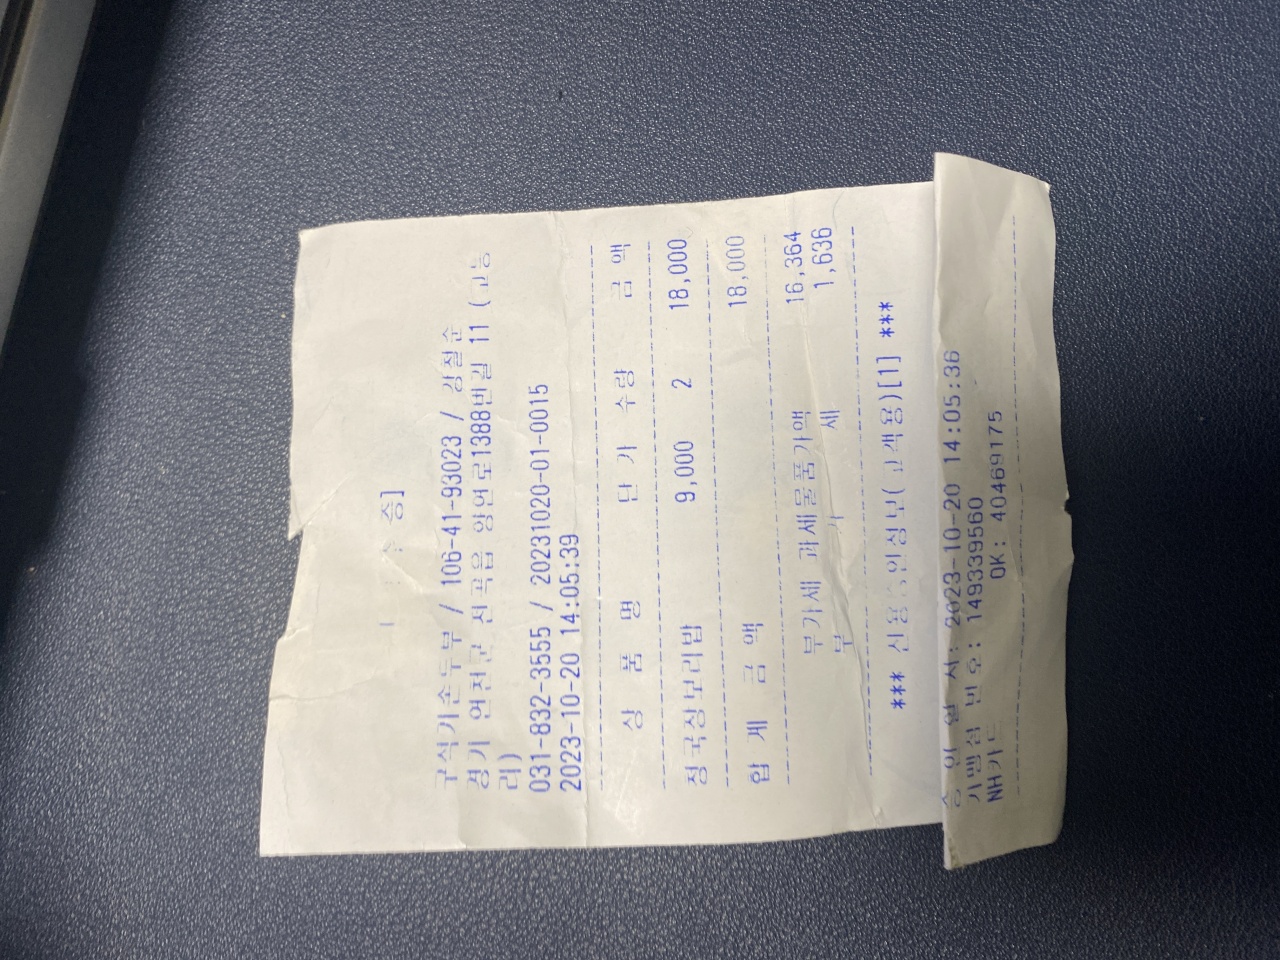 증]
구석기순두부 / 106-41-93023 / 강칠순
경기 연천군 전곡읍 양연로1388번길 11 (고능
리)
031-832-3555 / 20231020-01-0015
2023-10-20 14:05:39
상 품 명 단 가 수량 금 액
청국장보리밥 9,000 2 18,000
합 계 금 액 18,000
부가세 과세물품가액 16,364
부 가 세 1,636
*** 신용승인정보(고객용)[1] ***
승 인 일 시: 2023-10-20 14:05:36
가맹점 번호: 149339560
NH카드 OK: 40469175